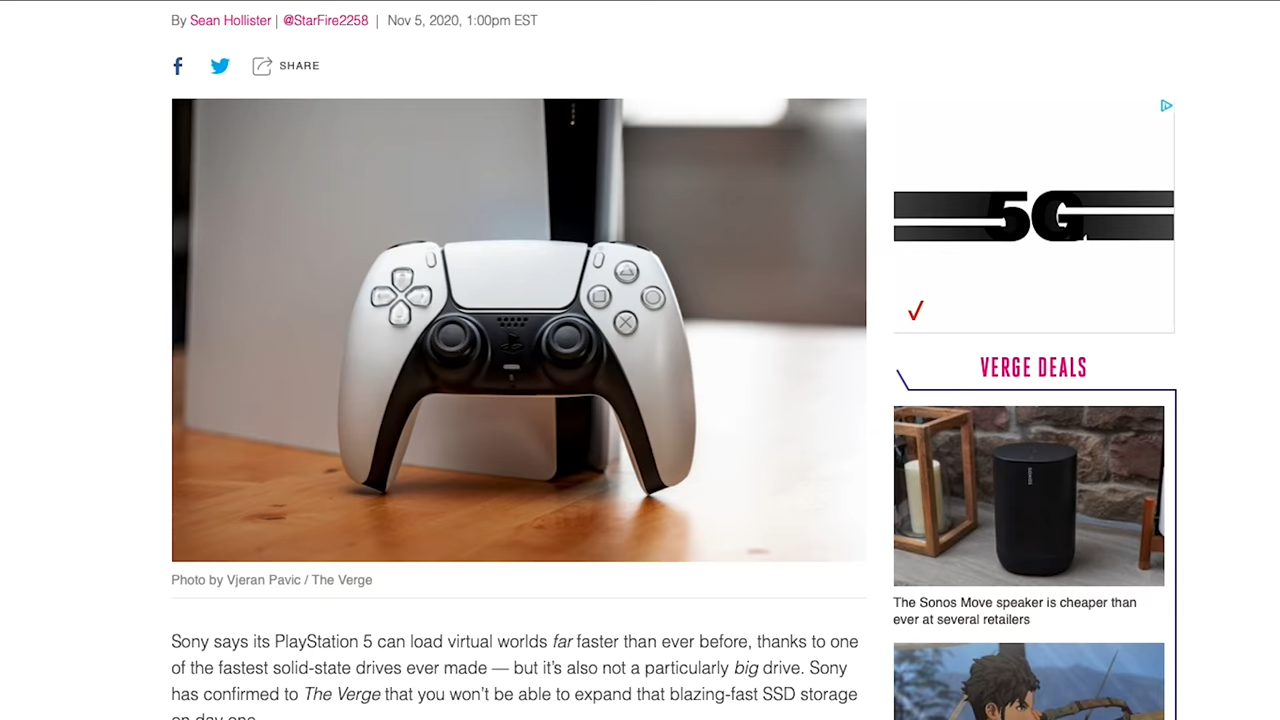 By Sean Hollister | @StarFire2258 | Nov 5, 2020, 1:00pm EST
SHARE
5G
VERGE DEALS
SONOS
The Sonos Move speaker is cheaper than
ever at several retailers
Photo by Vjeran Pavic / The Verge
Sony says its PlayStation 5 can load virtual worlds far faster than ever before, thanks to one
of the fastest solid-state drives ever made — but it’s also not a particularly big drive. Sony
has confirmed to The Verge that you won’t be able to expand that blazing-fast SSD storage
on day one.